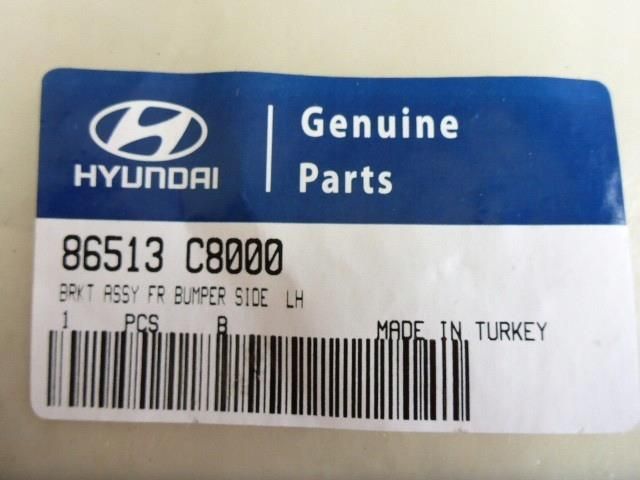 HYUNDAI
Genuine
Parts
86513 C8000
BRKT ASSY FR BUMPER SIDE LH
1 PCS B MADE IN TURKEY